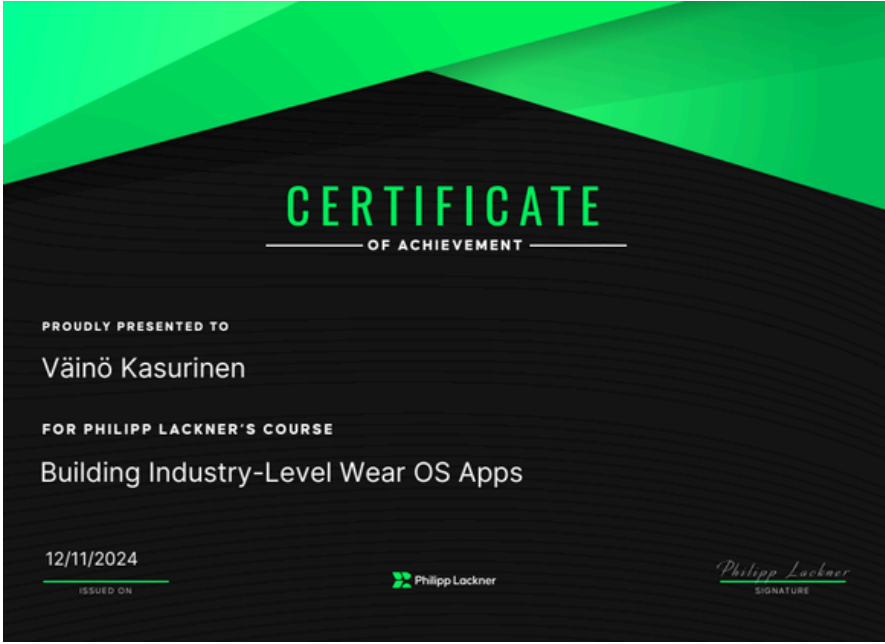 CERTIFICATE
OF ACHIEVEMENT
PROUDLY PRESENTED TO
Väinö Kasurinen
FOR PHILIPP LACKNER'S COURSE
Building Industry-Level Wear OS Apps
12/11/2024
ISSUED ON
Philipp Lackner
Philipp Lackner
SIGNATURE